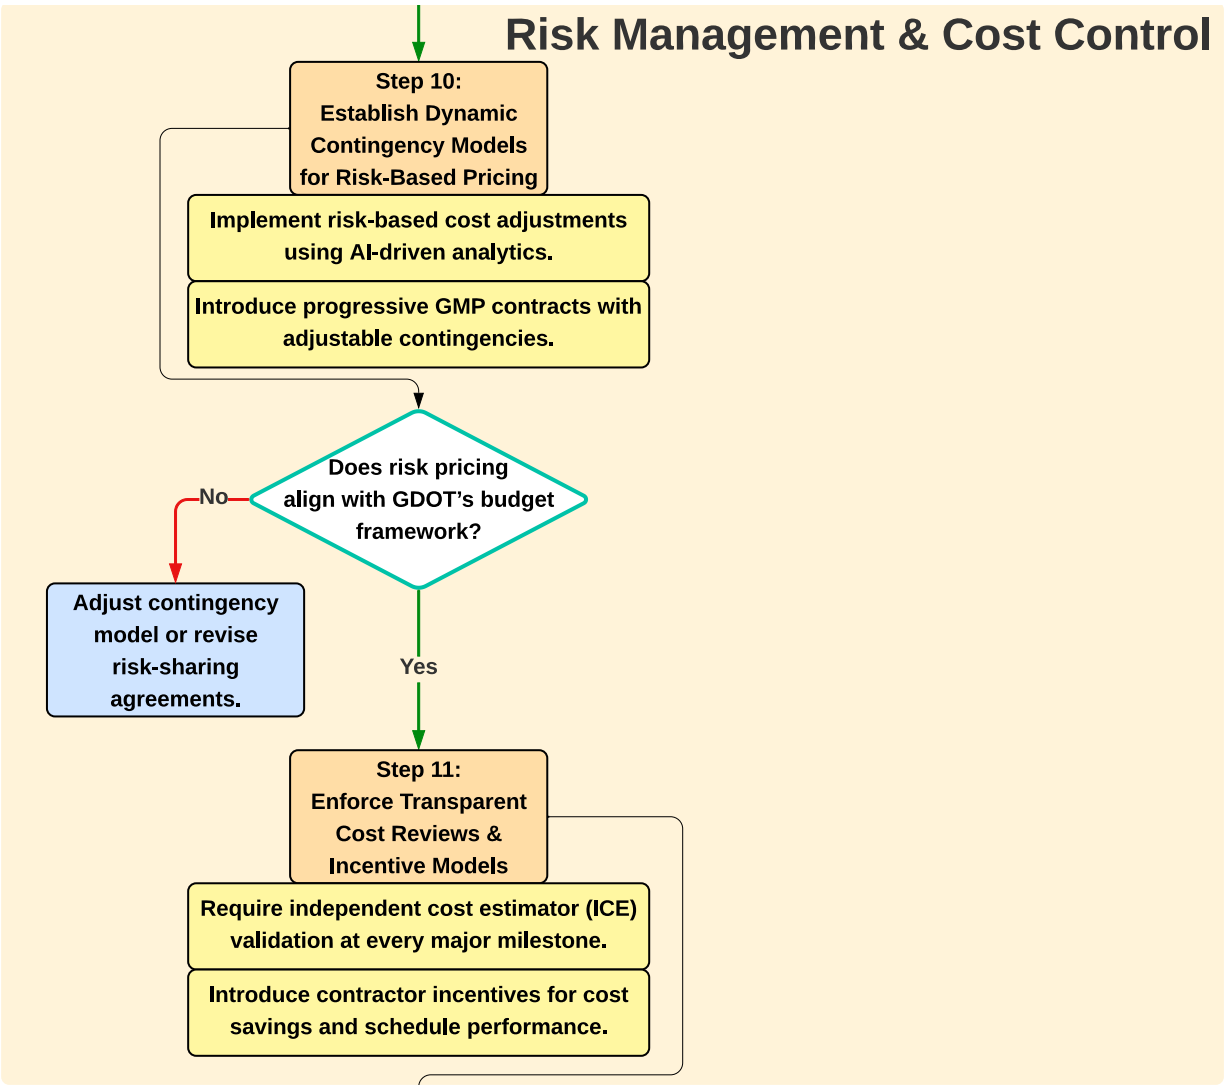 Risk Management & Cost Control
Step 10:
Establish Dynamic
Contingency Models
for Risk-Based Pricing
Implement risk-based cost adjustments
using AI-driven analytics.
Introduce progressive GMP contracts with
adjustable contingencies.
Does risk pricing
align with GDOT’s budget
framework?
No
Adjust contingency
model or revise
risk-sharing
agreements.
Yes
Step 11:
Enforce Transparent
Cost Reviews &
Incentive Models
Require independent cost estimator (ICE)
validation at every major milestone.
Introduce contractor incentives for cost
savings and schedule performance.